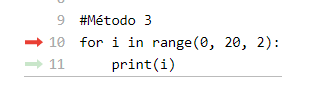 9 #Método 3
10 for i in range(0, 20, 2):
11     print(i)